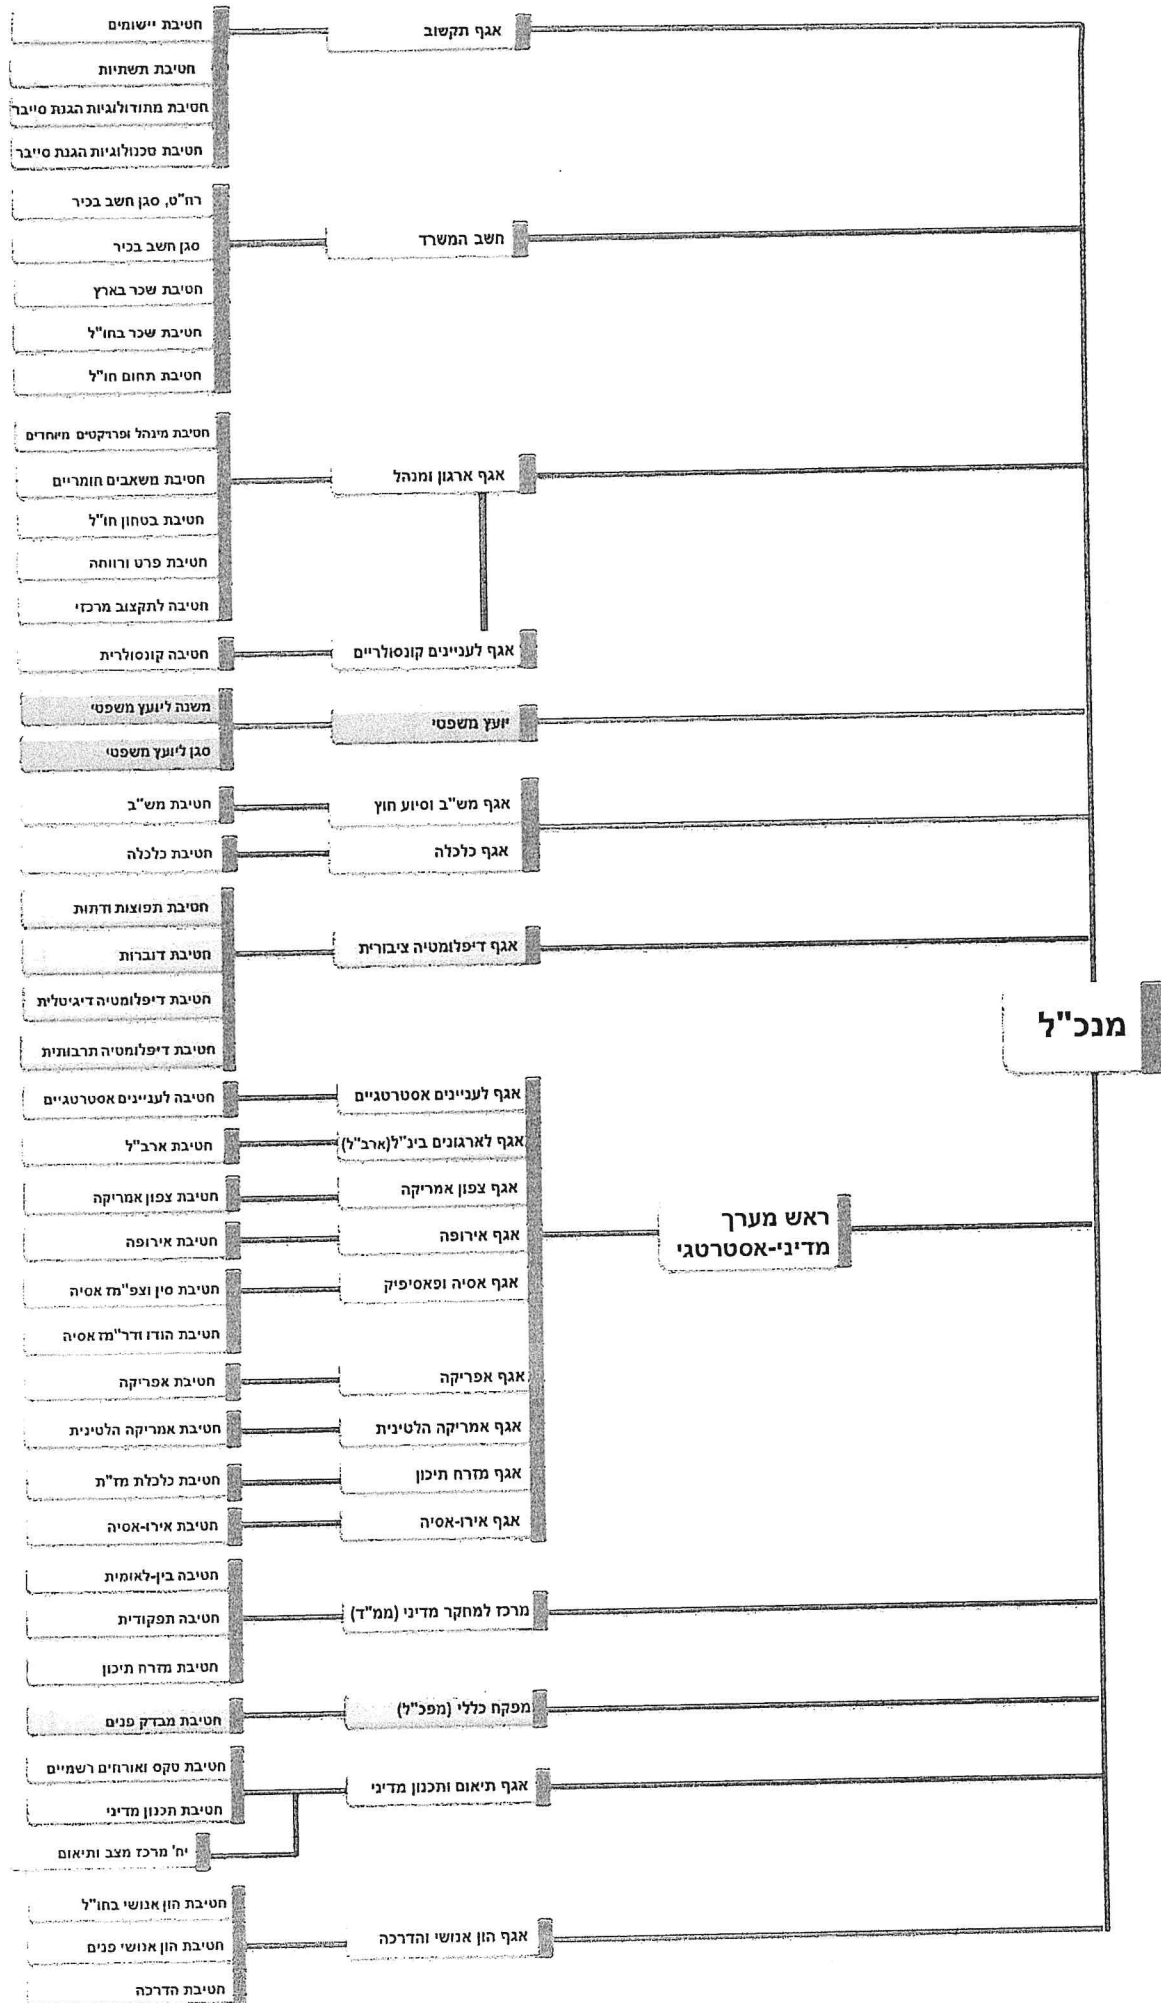 מנכ"ל
אגף תקשוב
חטיבת יישומים
חטיבת תשתיות
חטיבת מתודולוגיות הגנת סייבר
חטיבת טכנולוגיות הגנת סייבר
חשב המשרד
רח"ט, סגן חשב בכיר
סגן חשב בכיר
חטיבת שכר בארץ
חטיבת שכר בחו"ל
חטיבת תחום חו"ל
אגף ארגון ומנהל
חטיבת מינהל ופרויקטים מיוחדים
חטיבת משאבים חומריים
חטיבת בטחון חו"ל
חטיבת פרט ורווחה
חטיבה לתקצוב מרכזי
אגף לעניינים קונסולריים
חטיבה קונסולרית
יועץ משפטי
משנה ליועץ משפטי
סגן ליועץ משפטי
אגף מש"ב וסיוע חוץ
חטיבת מש"ב
אגף כלכלה
חטיבת כלכלה
אגף דיפלומטיה ציבורית
חטיבת תפוצות ודתות
חטיבת דוברות
חטיבת דיפלומטיה דיגיטלית
חטיבת דיפלומטיה תרבותית
ראש מערך
מדיני-אסטרטגי
אגף לעניינים אסטרטגיים
חטיבה לעניינים אסטרטגיים
אגף לארגונים בינ"ל(ארב"ל)
חטיבת ארב"ל
אגף צפון אמריקה
חטיבת צפון אמריקה
אגף אירופה
חטיבת אירופה
אגף אסיה ופאסיפיק
חטיבת סין וצפ"מז אסיה
חטיבת הודו ודר"מז אסיה
אגף אפריקה
חטיבת אפריקה
אגף אמריקה הלטינית
חטיבת אמריקה הלטינית
אגף מזרח תיכון
חטיבת כלכלת מז"ת
אגף אירו-אסיה
חטיבת אירו-אסיה
מרכז למחקר מדיני (ממ"ד)
חטיבה בין-לאומית
חטיבה תפקודית
חטיבת מזרח תיכון
מפקח כללי (מפכ"ל)
חטיבת מבדק פנים
אגף תיאום ותכנון מדיני
חטיבת טקס ואורחים רשמיים
חטיבת תכנון מדיני
יח' מרכז מצב ותיאום
אגף הון אנושי והדרכה
חטיבת הון אנושי בחו"ל
חטיבת הון אנושי פנים
חטיבת הדרכה